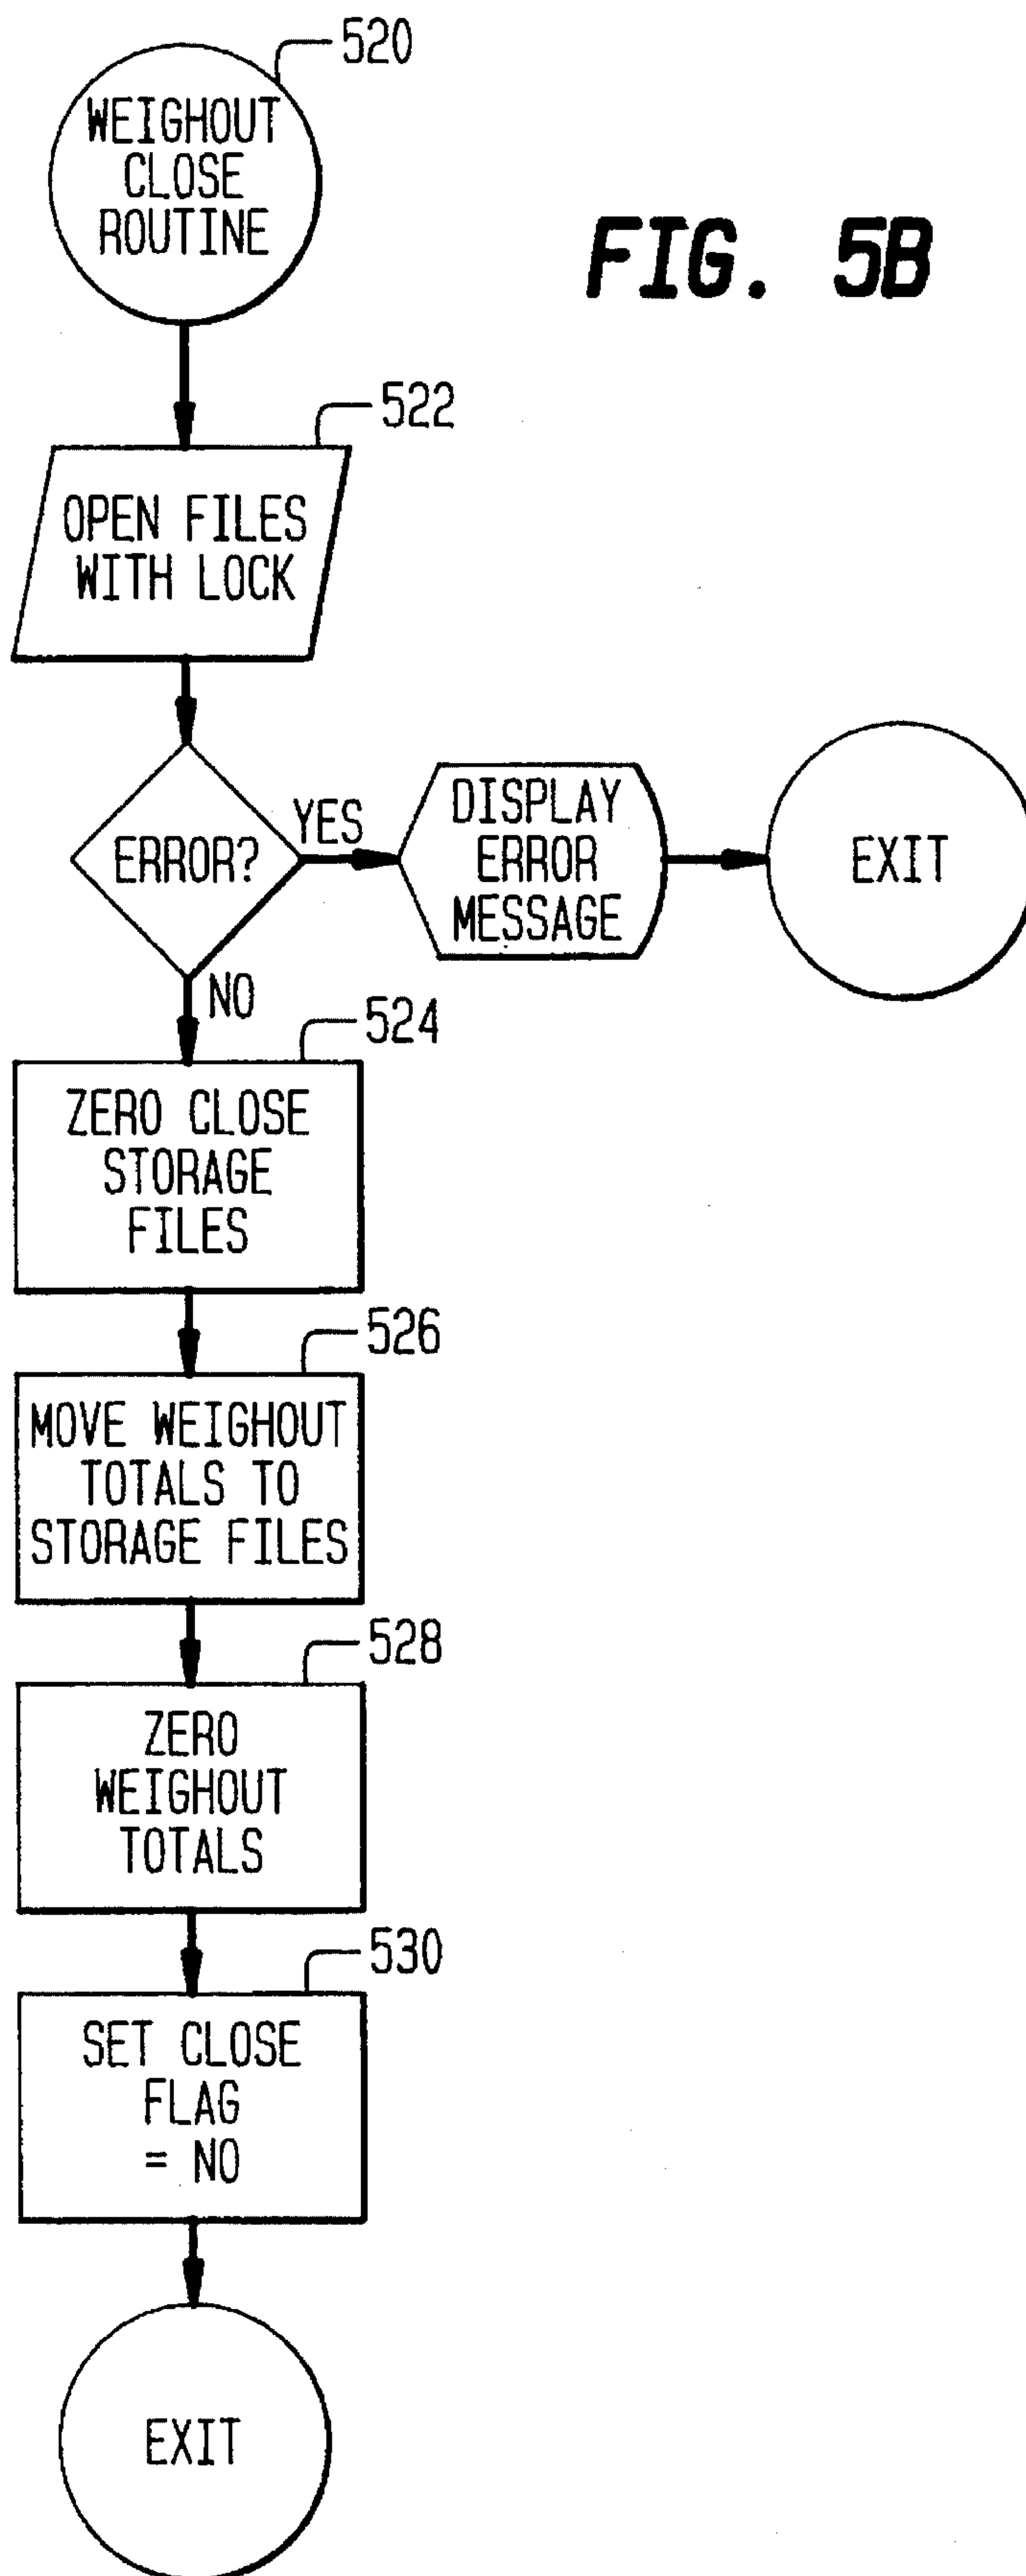 520
WEIGHOUT
CLOSE
ROUTINE
FIG. 5B
522
OPEN FILES
WITH LOCK
ERROR?
YES
DISPLAY
ERROR
MESSAGE
EXIT
NO
524
ZERO CLOSE
STORAGE
FILES
526
MOVE WEIGHOUT
TOTALS TO
STORAGE FILES
528
ZERO
WEIGHOUT
TOTALS
530
SET CLOSE
FLAG
= NO
EXIT